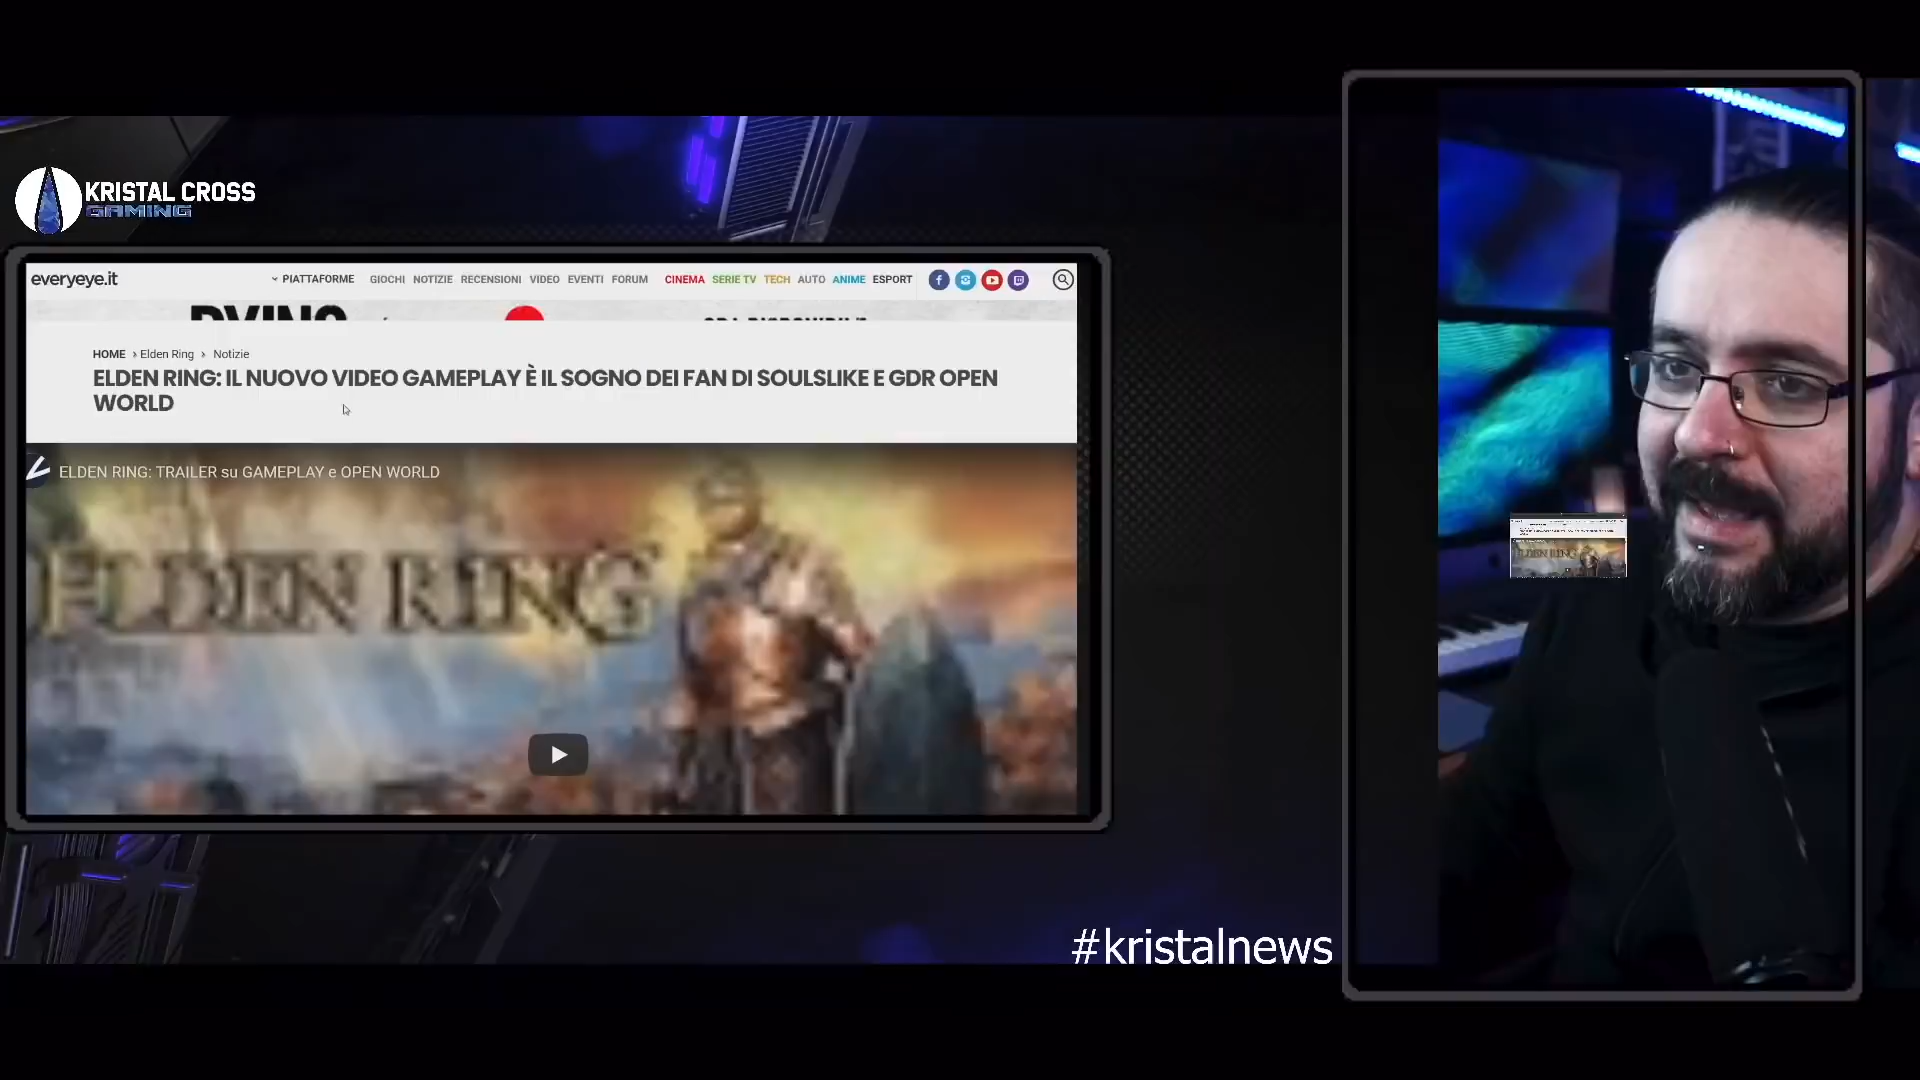 KRISTAL CROSS
GAMING
everyeye.it
PIATTAFORME GIOCHI NOTIZIE RECENSIONI VIDEO EVENTI FORUM CINEMA SERIE TV TECH AUTO ANIME ESPORT
HOME › Elden Ring › Notizie
ELDEN RING: IL NUOVO VIDEO GAMEPLAY È IL SOGNO DEI FAN DI SOULSLIKE E GDR OPEN
WORLD
ELDEN RING: TRAILER su GAMEPLAY e OPEN WORLD
ELDEN RING
ELDEN RING
#kristalnews